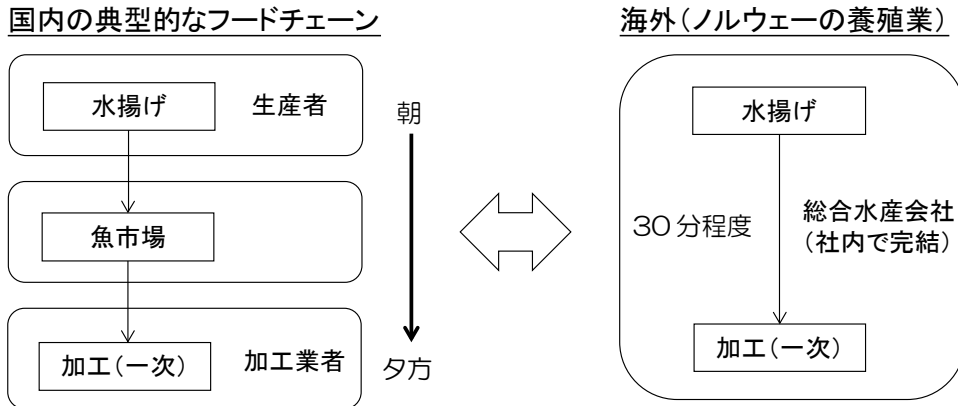 国内の典型的なフードチェーン
水揚げ
生産者
魚市場
加工(一次)
加工業者
朝
夕方
海外(ノルウェーの養殖業)
水揚げ
30分程度
総合水産会社
(社内で完結)
加工(一次)